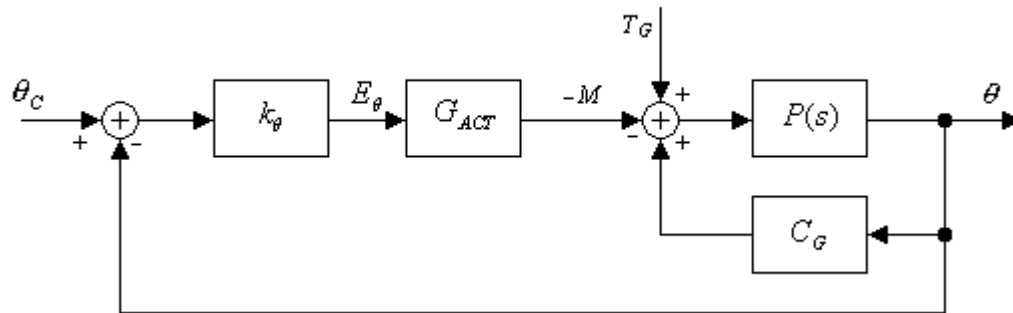 T_G
θ_C
+
+
-
k_θ
E_θ
G_ACT
-M
+
-
+
+
P(s)
θ
C_G